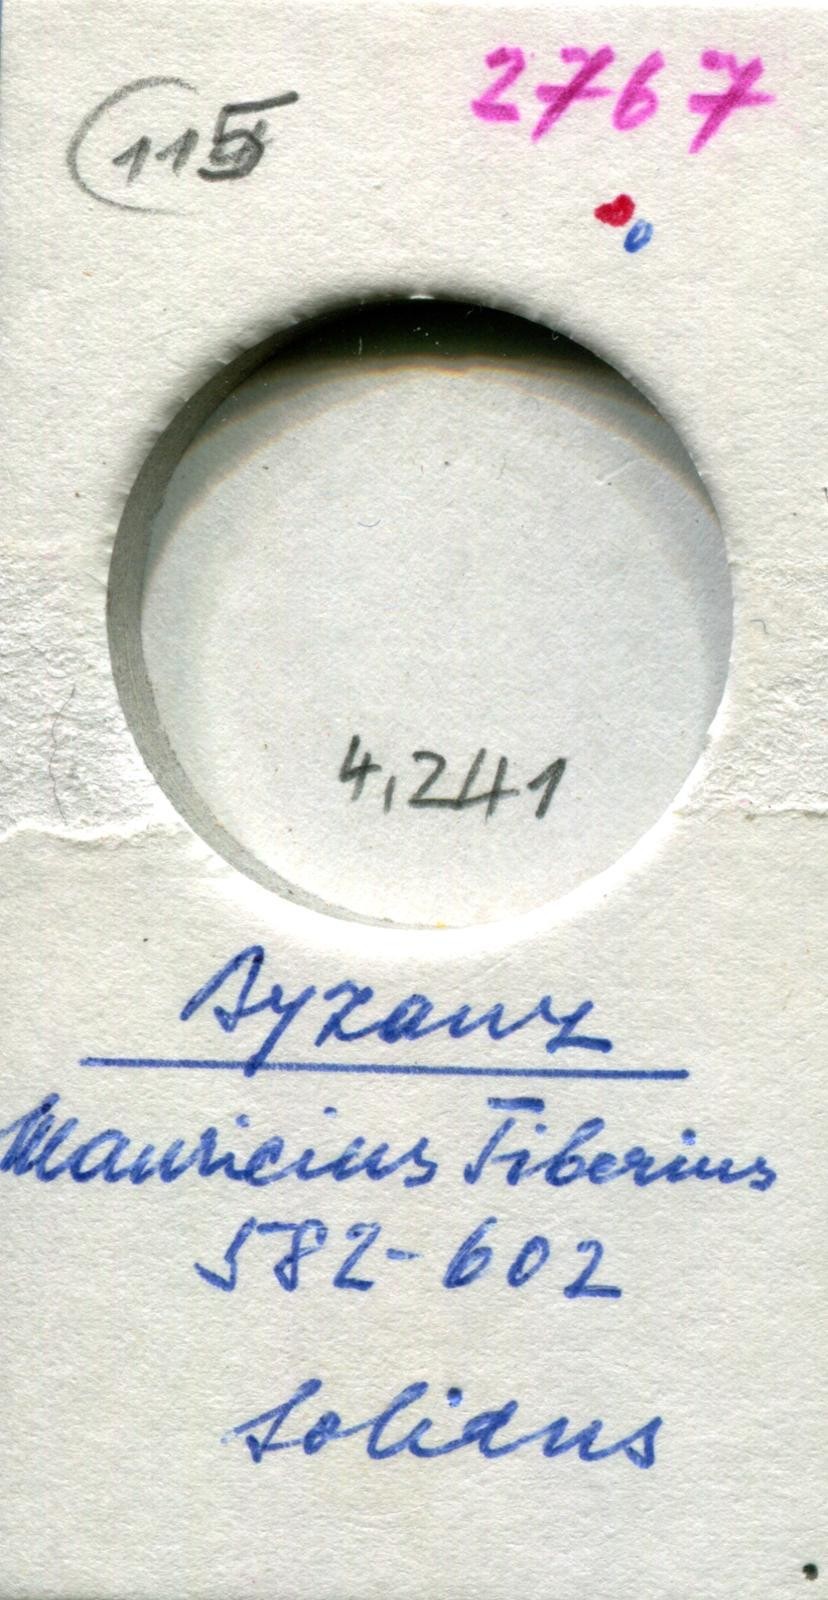 115
2767
4,241
Byzanz
Mauricius Tiberius
582-602
Solidus